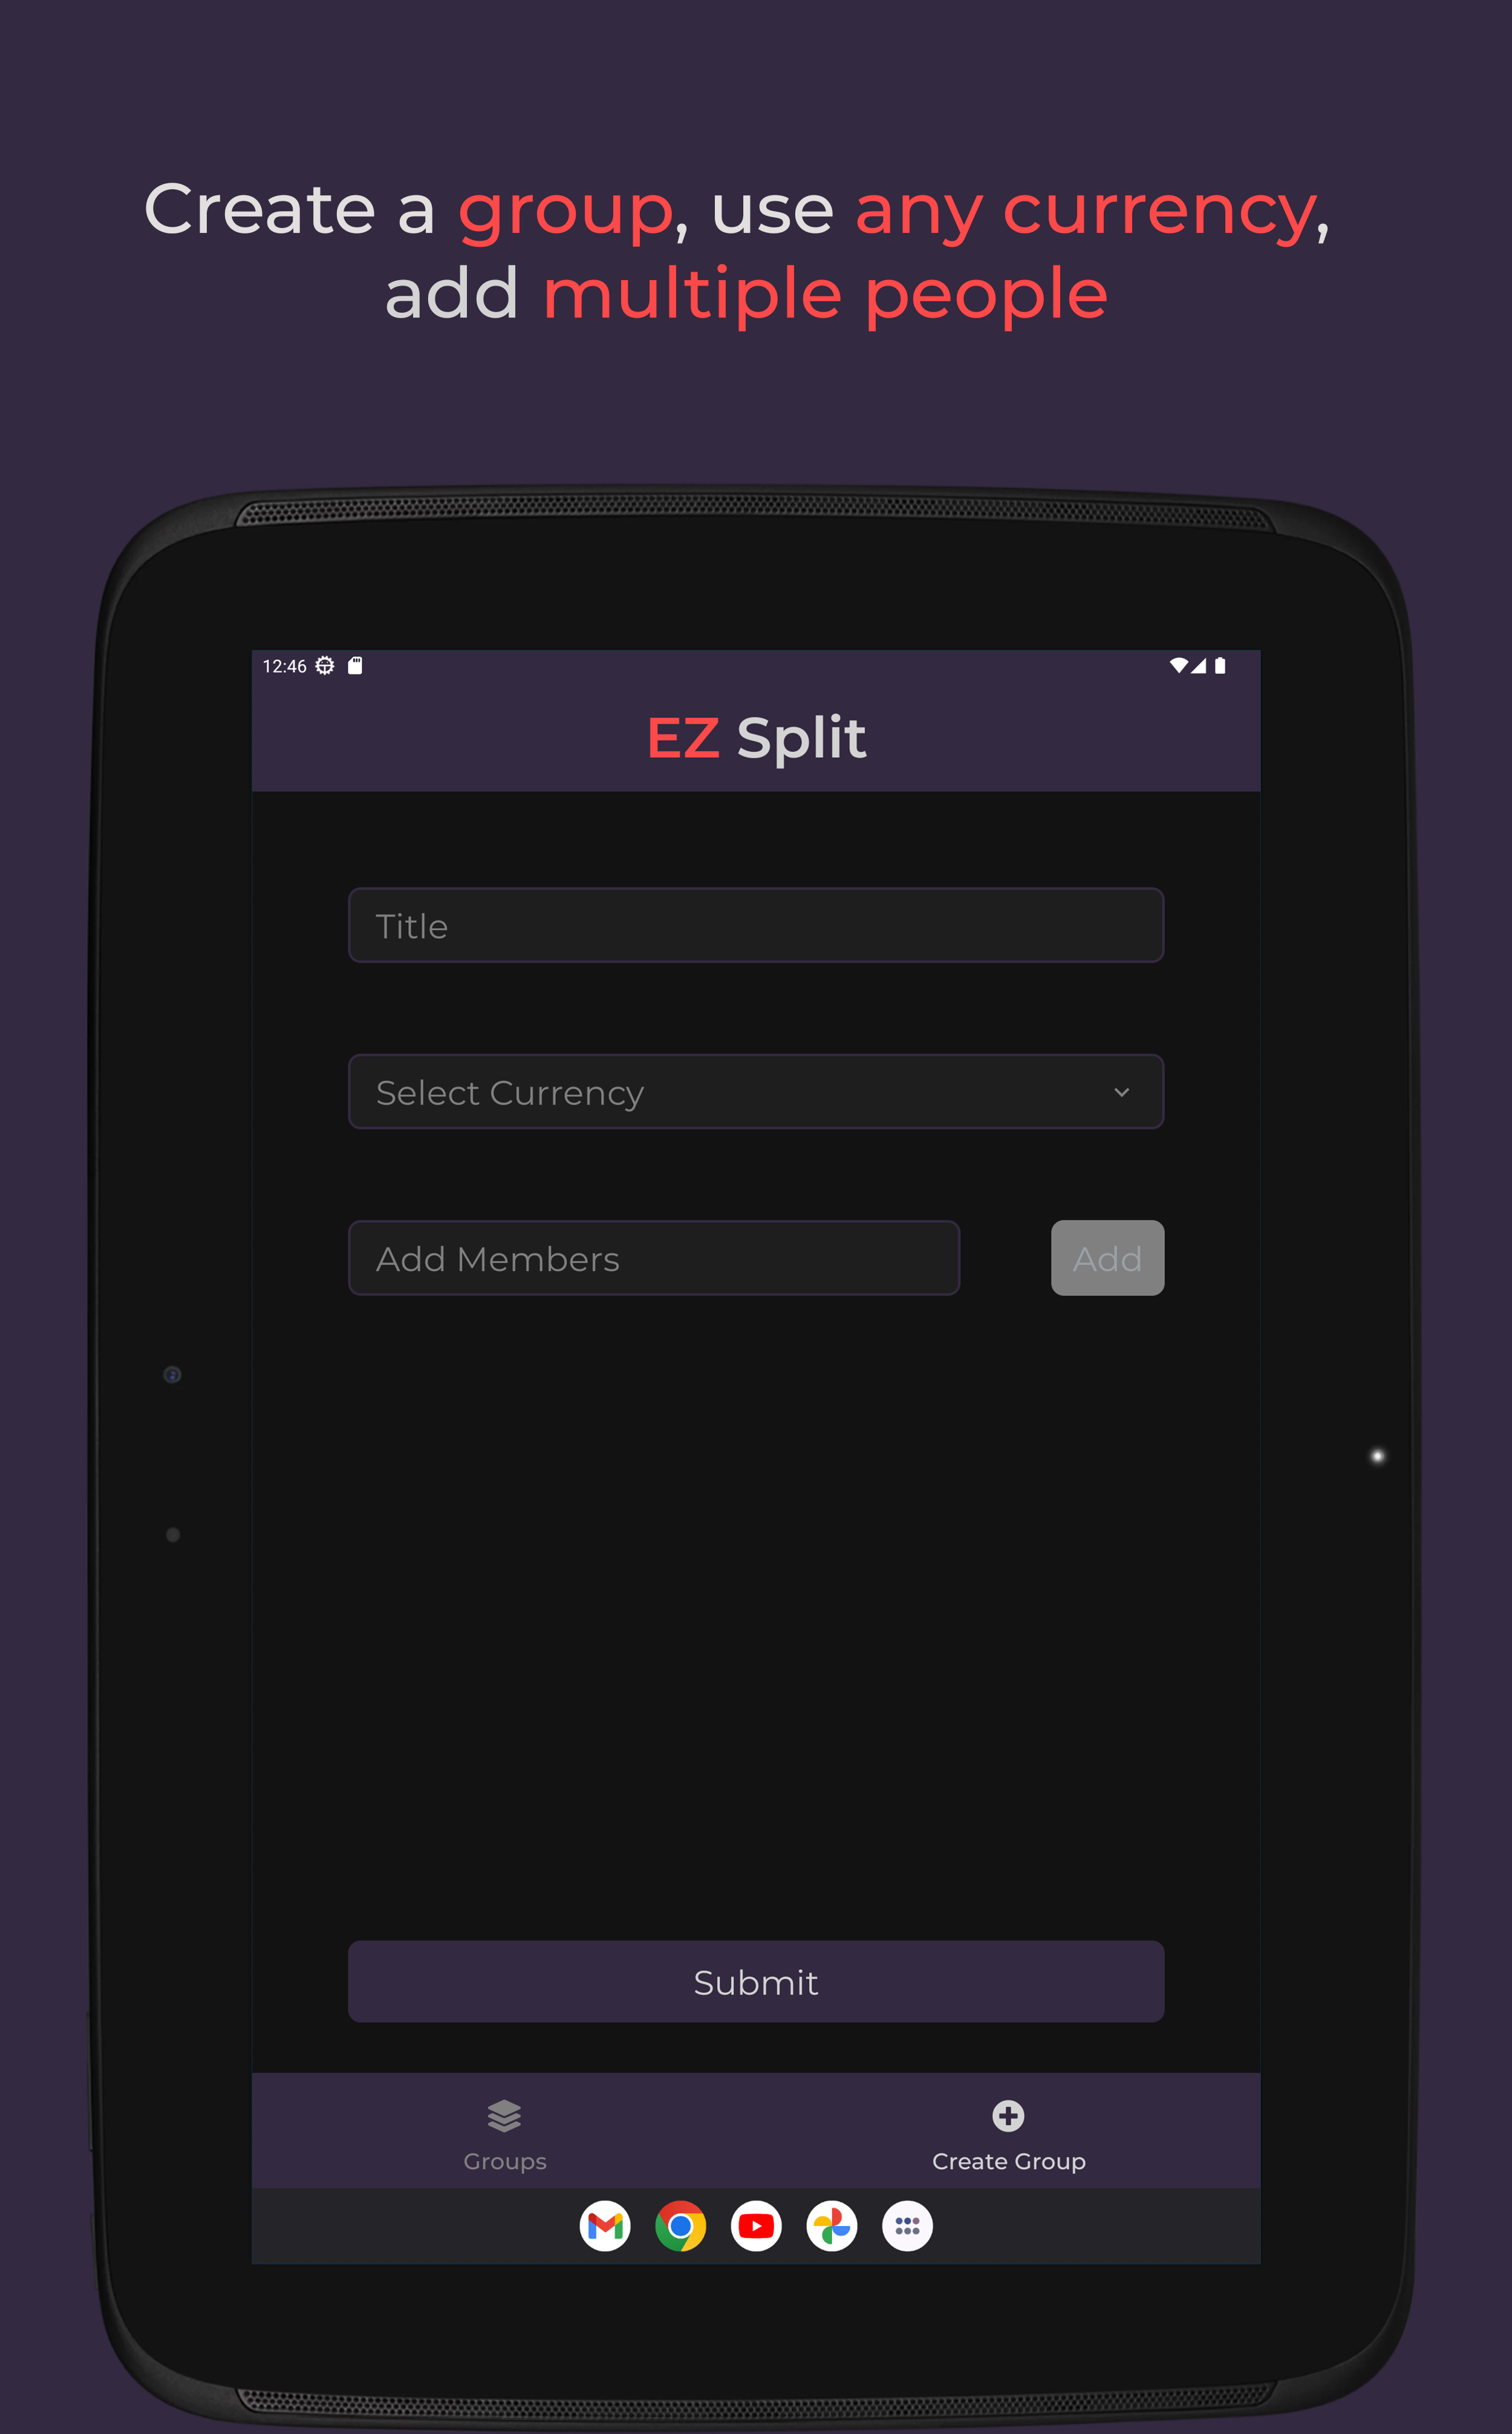 Create a group, use any currency,
add multiple people
12:46
EZ Split
Title
Select Currency
Add Members
Add
Submit
Groups
Create Group